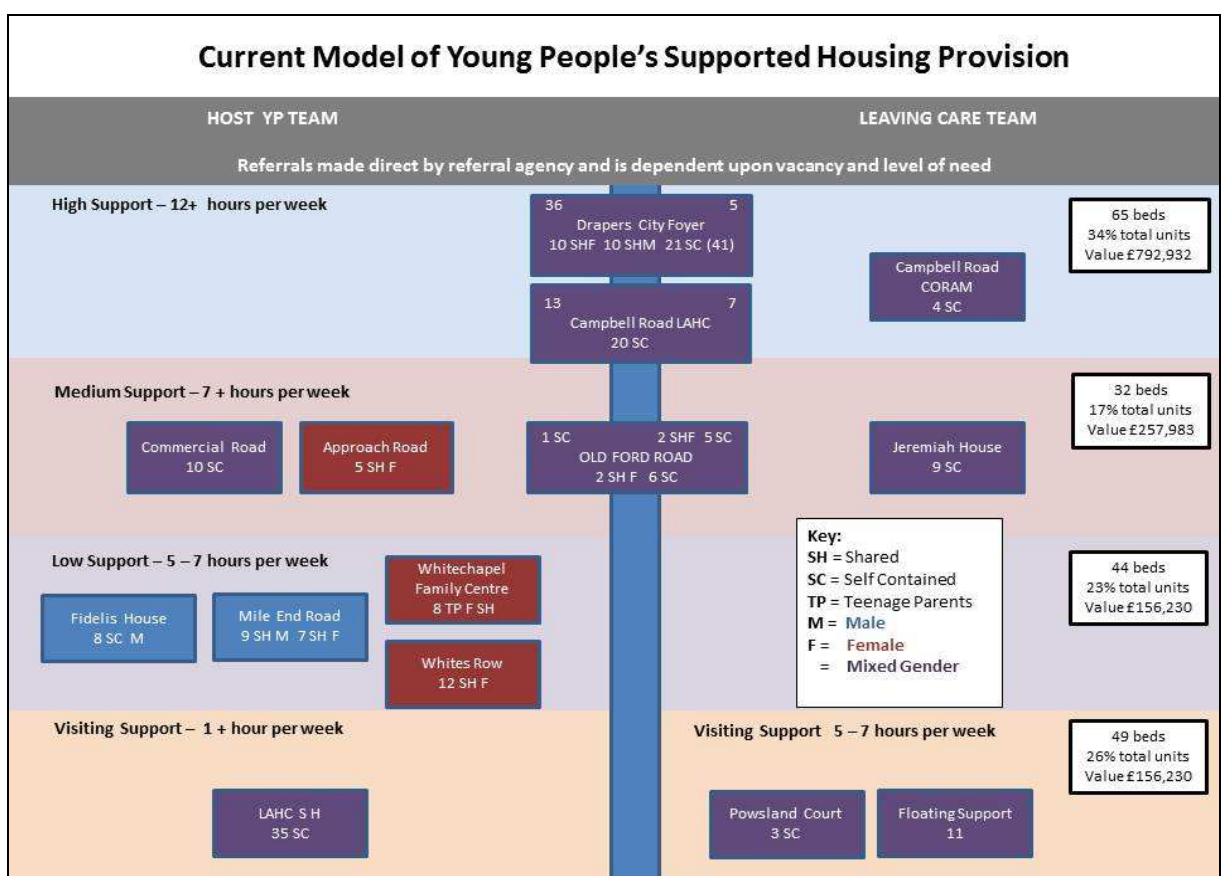 Current Model of Young People's Supported Housing Provision
HOST YP TEAM
LEAVING CARE TEAM
Referrals made direct by referral agency and is dependent upon vacancy and level of need
High Support – 12+ hours per week
36 5
Drapers City Foyer
10 SHF 10 SHM 21 SC (41)
13 7
Campbell Road LAHC
20 SC
Campbell Road
CORAM
4 SC
65 beds
34% total units
Value £792,932
Medium Support – 7 + hours per week
Commercial Road
10 SC
Approach Road
5 SH F
1 SC 2 SHF 5 SC
OLD FORD ROAD
2 SH F 6 SC
Jeremiah House
9 SC
32 beds
17% total units
Value £257,983
Low Support – 5 – 7 hours per week
Fidelis House
8 SC M
Mile End Road
9 SH M 7 SH F
Whitechapel
Family Centre
8 TP F SH
Whites Row
12 SH F
Key:
SH = Shared
SC = Self Contained
TP = Teenage Parents
M = Male
F = Female
= Mixed Gender
44 beds
23% total units
Value £156,230
Visiting Support – 1 + hour per week
LAHC S H
35 SC
Visiting Support 5 – 7 hours per week
Powsland Court
3 SC
Floating Support
11
49 beds
26% total units
Value £156,230